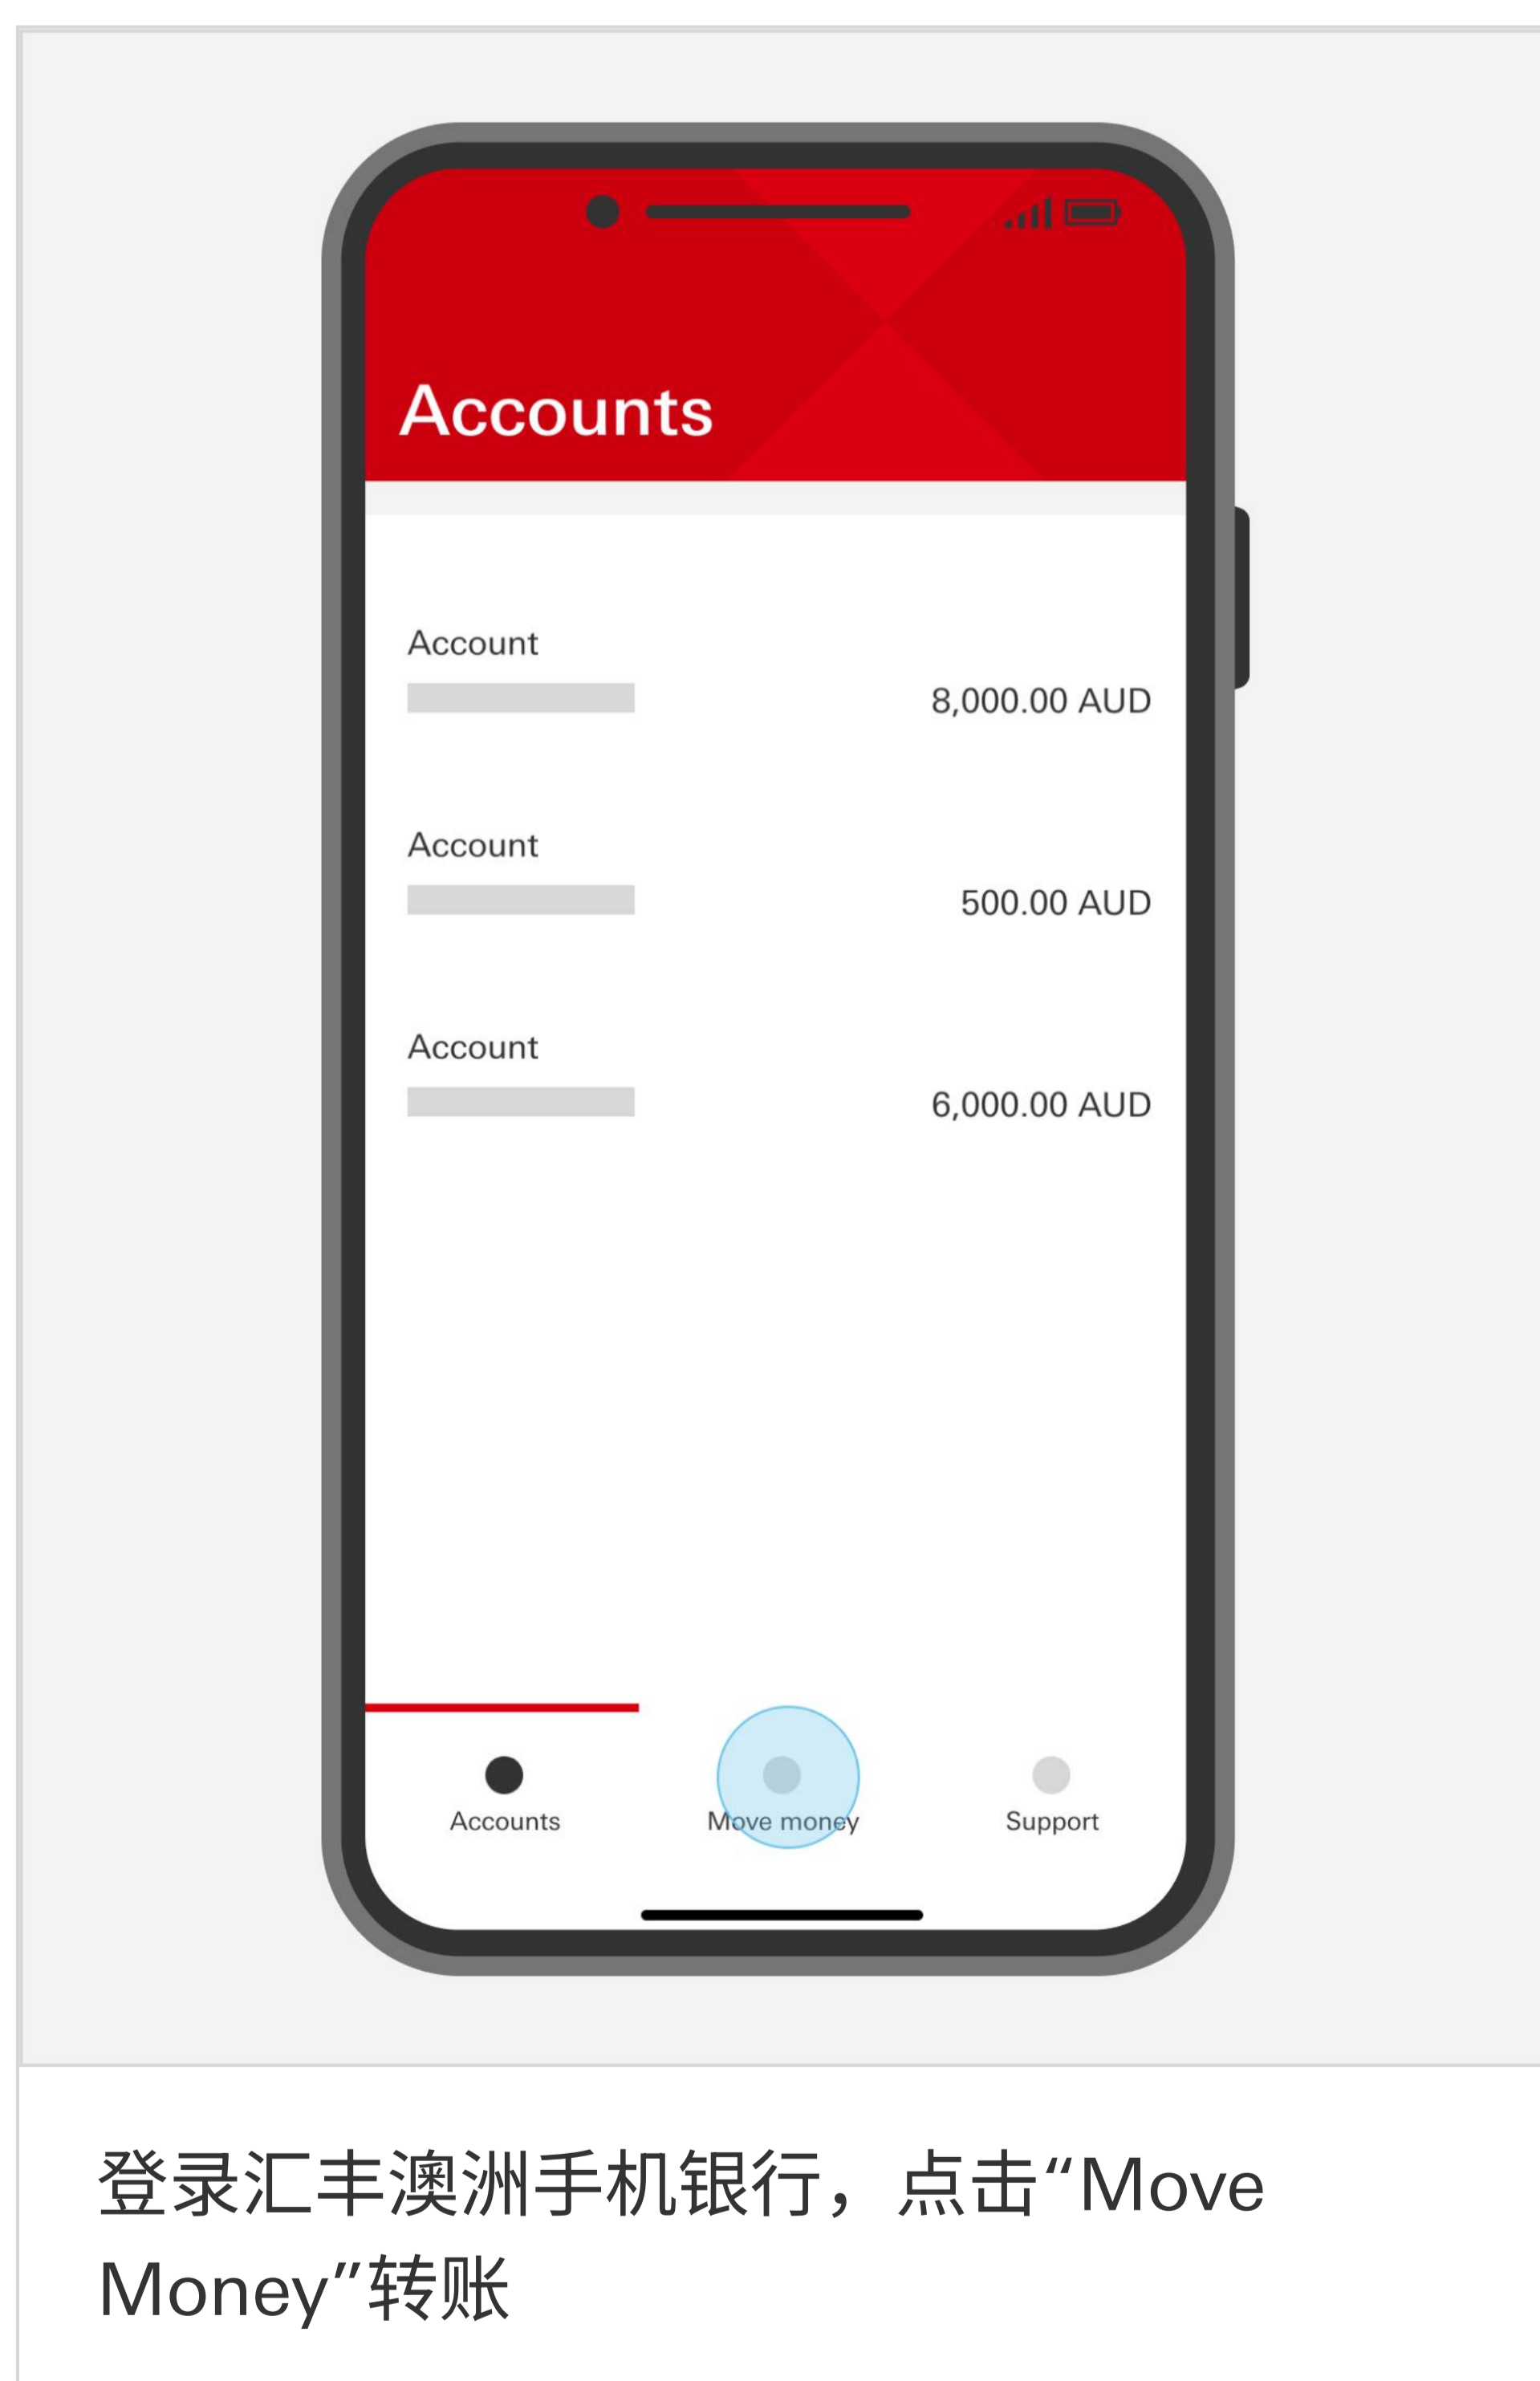 Accounts
Account
8,000.00 AUD
Account
500.00 AUD
Account
6,000.00 AUD
Accounts
Move money
Support
登录汇丰澳洲手机银行，点击“Move
Money”转账